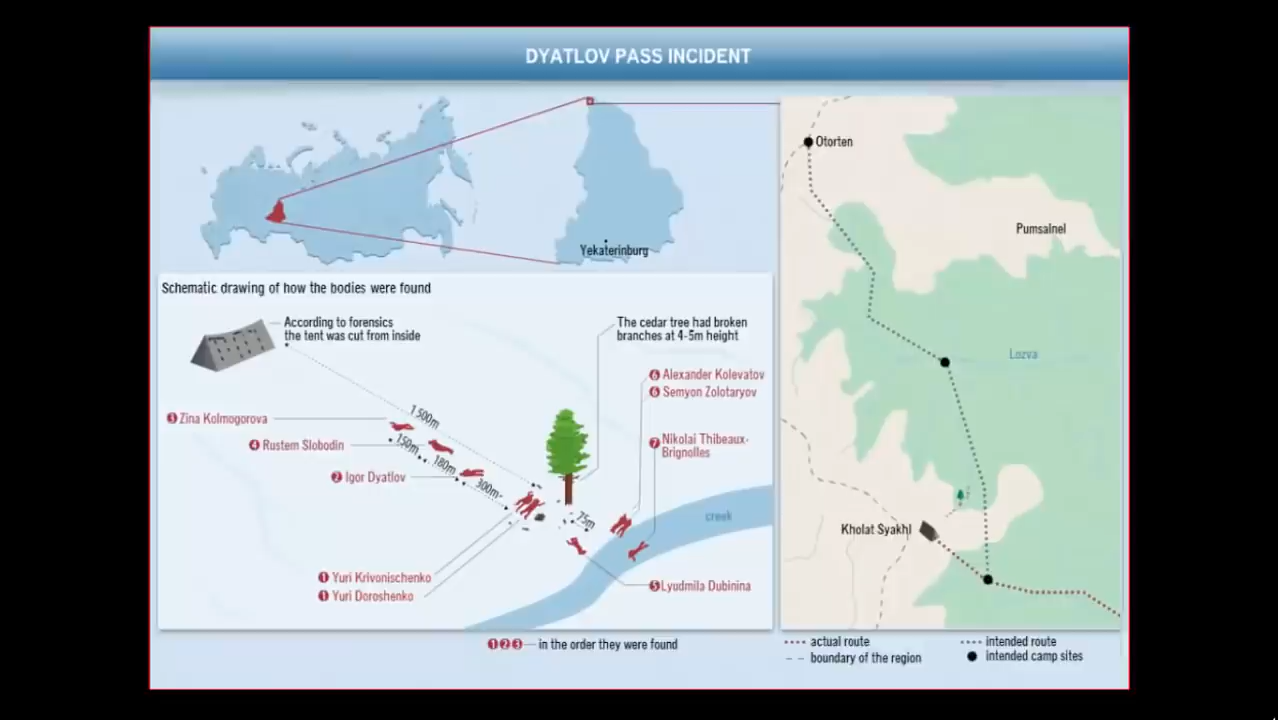 DYATLOV PASS INCIDENT
Yekaterinburg
Schematic drawing of how the bodies were found
According to forensics
the tent was cut from inside
The cedar tree had broken
branches at 4-5m height
6 Alexander Kolevatov
6 Semyon Zolotaryov
7 Nikolai Thibeaux-
Brignolles
3 Zina Kolmogorova
4 Rustem Slobodin
2 Igor Dyatlov
1 500m
150m
180m
300m
75m
creek
1 Yuri Krivonischenko
1 Yuri Doroshenko
5 Lyudmila Dubinina
1 2 3 — in the order they were found
Otorten
Pumsalnel
Lozva
Kholat Syakhl
actual route
boundary of the region
intended route
intended camp sites